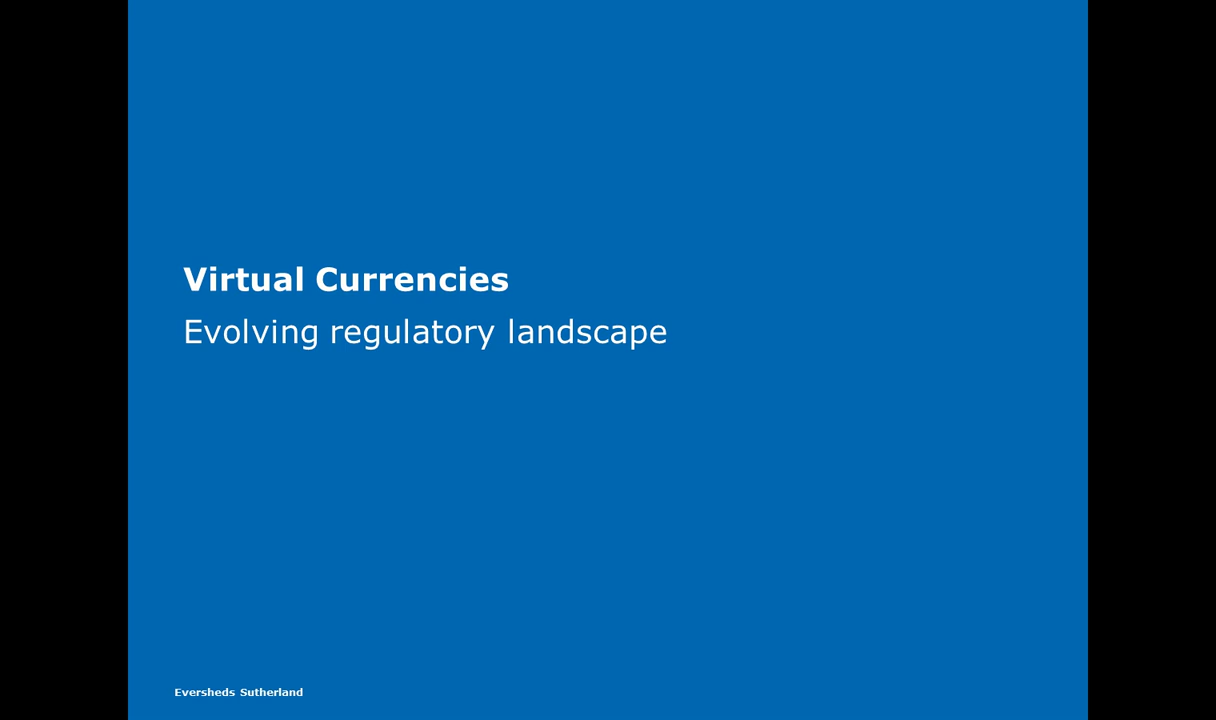 Virtual Currencies
Evolving regulatory landscape
Eversheds Sutherland